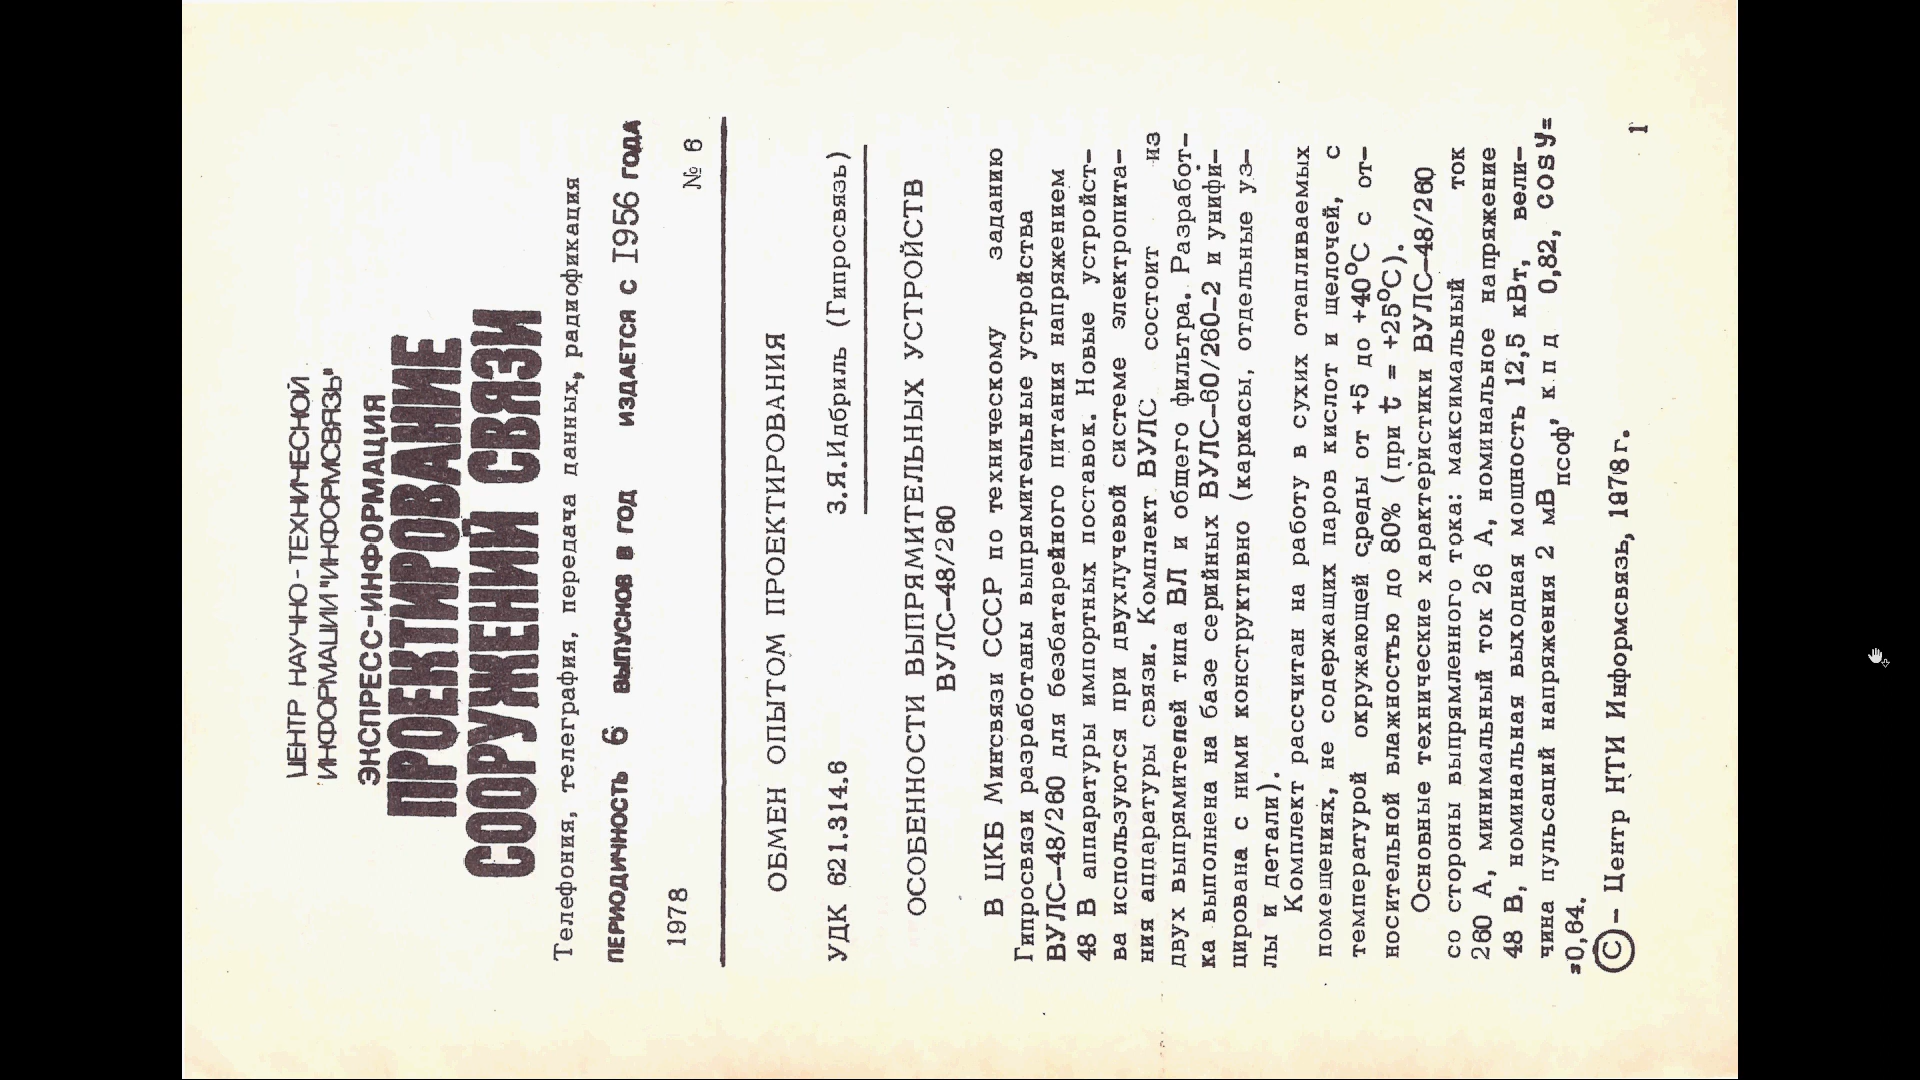 ЦЕНТР НАУЧНО-ТЕХНИЧЕСКОЙ
ИНФОРМАЦИИ "ИНФОРМСВЯЗЬ"
ЭКСПРЕСС-ИНФОРМАЦИЯ
ПРОЕКТИРОВАНИЕ
СООРУЖЕНИЙ СВЯЗИ
Телефония, телеграфия, передача данных, радиофикация
ПЕРИОДИЧНОСТЬ 6 ВЫПУСКОВ В ГОД ИЗДАЕТСЯ С I956 ГОДА
1978 № 6
ОБМЕН ОПЫТОМ ПРОЕКТИРОВАНИЯ
УДК 621.314.6 З.Я.Идбриль (Гипросвязь)
ОСОБЕННОСТИ ВЫПРЯМИТЕЛЬНЫХ УСТРОЙСТВ
ВУЛС-48/260
В ЦКБ Минсвязи СССР по техническому заданию
Гипросвязи разработаны выпрямительные устройства
ВУЛС-48/260 для безбатарейного питания напряжением
48 В аппаратуры импортных поставок. Новые устройст-
ва используются при двухлучевой системе электропита-
ния аппаратуры связи. Комплект ВУЛС состоит из
двух выпрямителей типа ВЛ и общего фильтра. Разработ-
ка выполнена на базе серийных ВУЛС-60/260-2 и унифи-
цирована с ними конструктивно (каркасы, отдельные уз-
лы и детали).
Комплект рассчитан на работу в сухих отапливаемых
помещениях, не содержащих паров кислот и щелочей, с
температурой окружающей среды от +5 до +40°С с от-
носительной влажностью до 80% (при t = +25°С).
Основные технические характеристики ВУЛС-48/260
со стороны выпрямленного тока: максимальный ток
260 А, минимальный ток 26 А, номинальное напряжение
48 В, номинальная выходная мощность 12,5 кВт, вели-
чина пульсаций напряжения 2 мВ псоф, к п д 0,82, cosφ=
=0,64.
© - Центр НТИ Информсвязь, 1978 г.
1